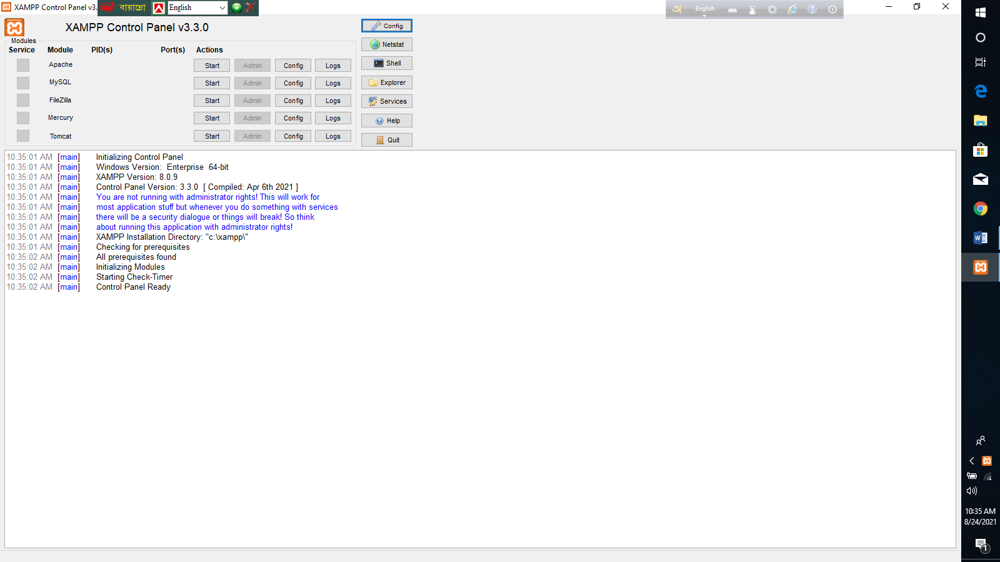 XAMPP Control Panel v3.
বায়ান্নো
English
English
XAMPP Control Panel v3.3.0
Config
Modules
Service Module PID(s) Port(s) Actions
Netstat
Apache Start Admin Config Logs
Shell
MySQL Start Admin Config Logs
Explorer
FileZilla Start Admin Config Logs
Services
Mercury Start Admin Config Logs
Help
Tomcat Start Admin Config Logs
Quit
10:35:01 AM [main] Initializing Control Panel
10:35:01 AM [main] Windows Version: Enterprise 64-bit
10:35:01 AM [main] XAMPP Version: 8.0.9
10:35:01 AM [main] Control Panel Version: 3.3.0 [ Compiled: Apr 6th 2021 ]
10:35:01 AM [main] You are not running with administrator rights! This will work for
10:35:01 AM [main] most application stuff but whenever you do something with services
10:35:01 AM [main] there will be a security dialogue or things will break! So think
10:35:01 AM [main] about running this application with administrator rights!
10:35:01 AM [main] XAMPP Installation Directory: "c:\xampp\"
10:35:01 AM [main] Checking for prerequisites
10:35:02 AM [main] All prerequisites found
10:35:02 AM [main] Initializing Modules
10:35:02 AM [main] Starting Check-Timer
10:35:02 AM [main] Control Panel Ready
10:35 AM
8/24/2021
1